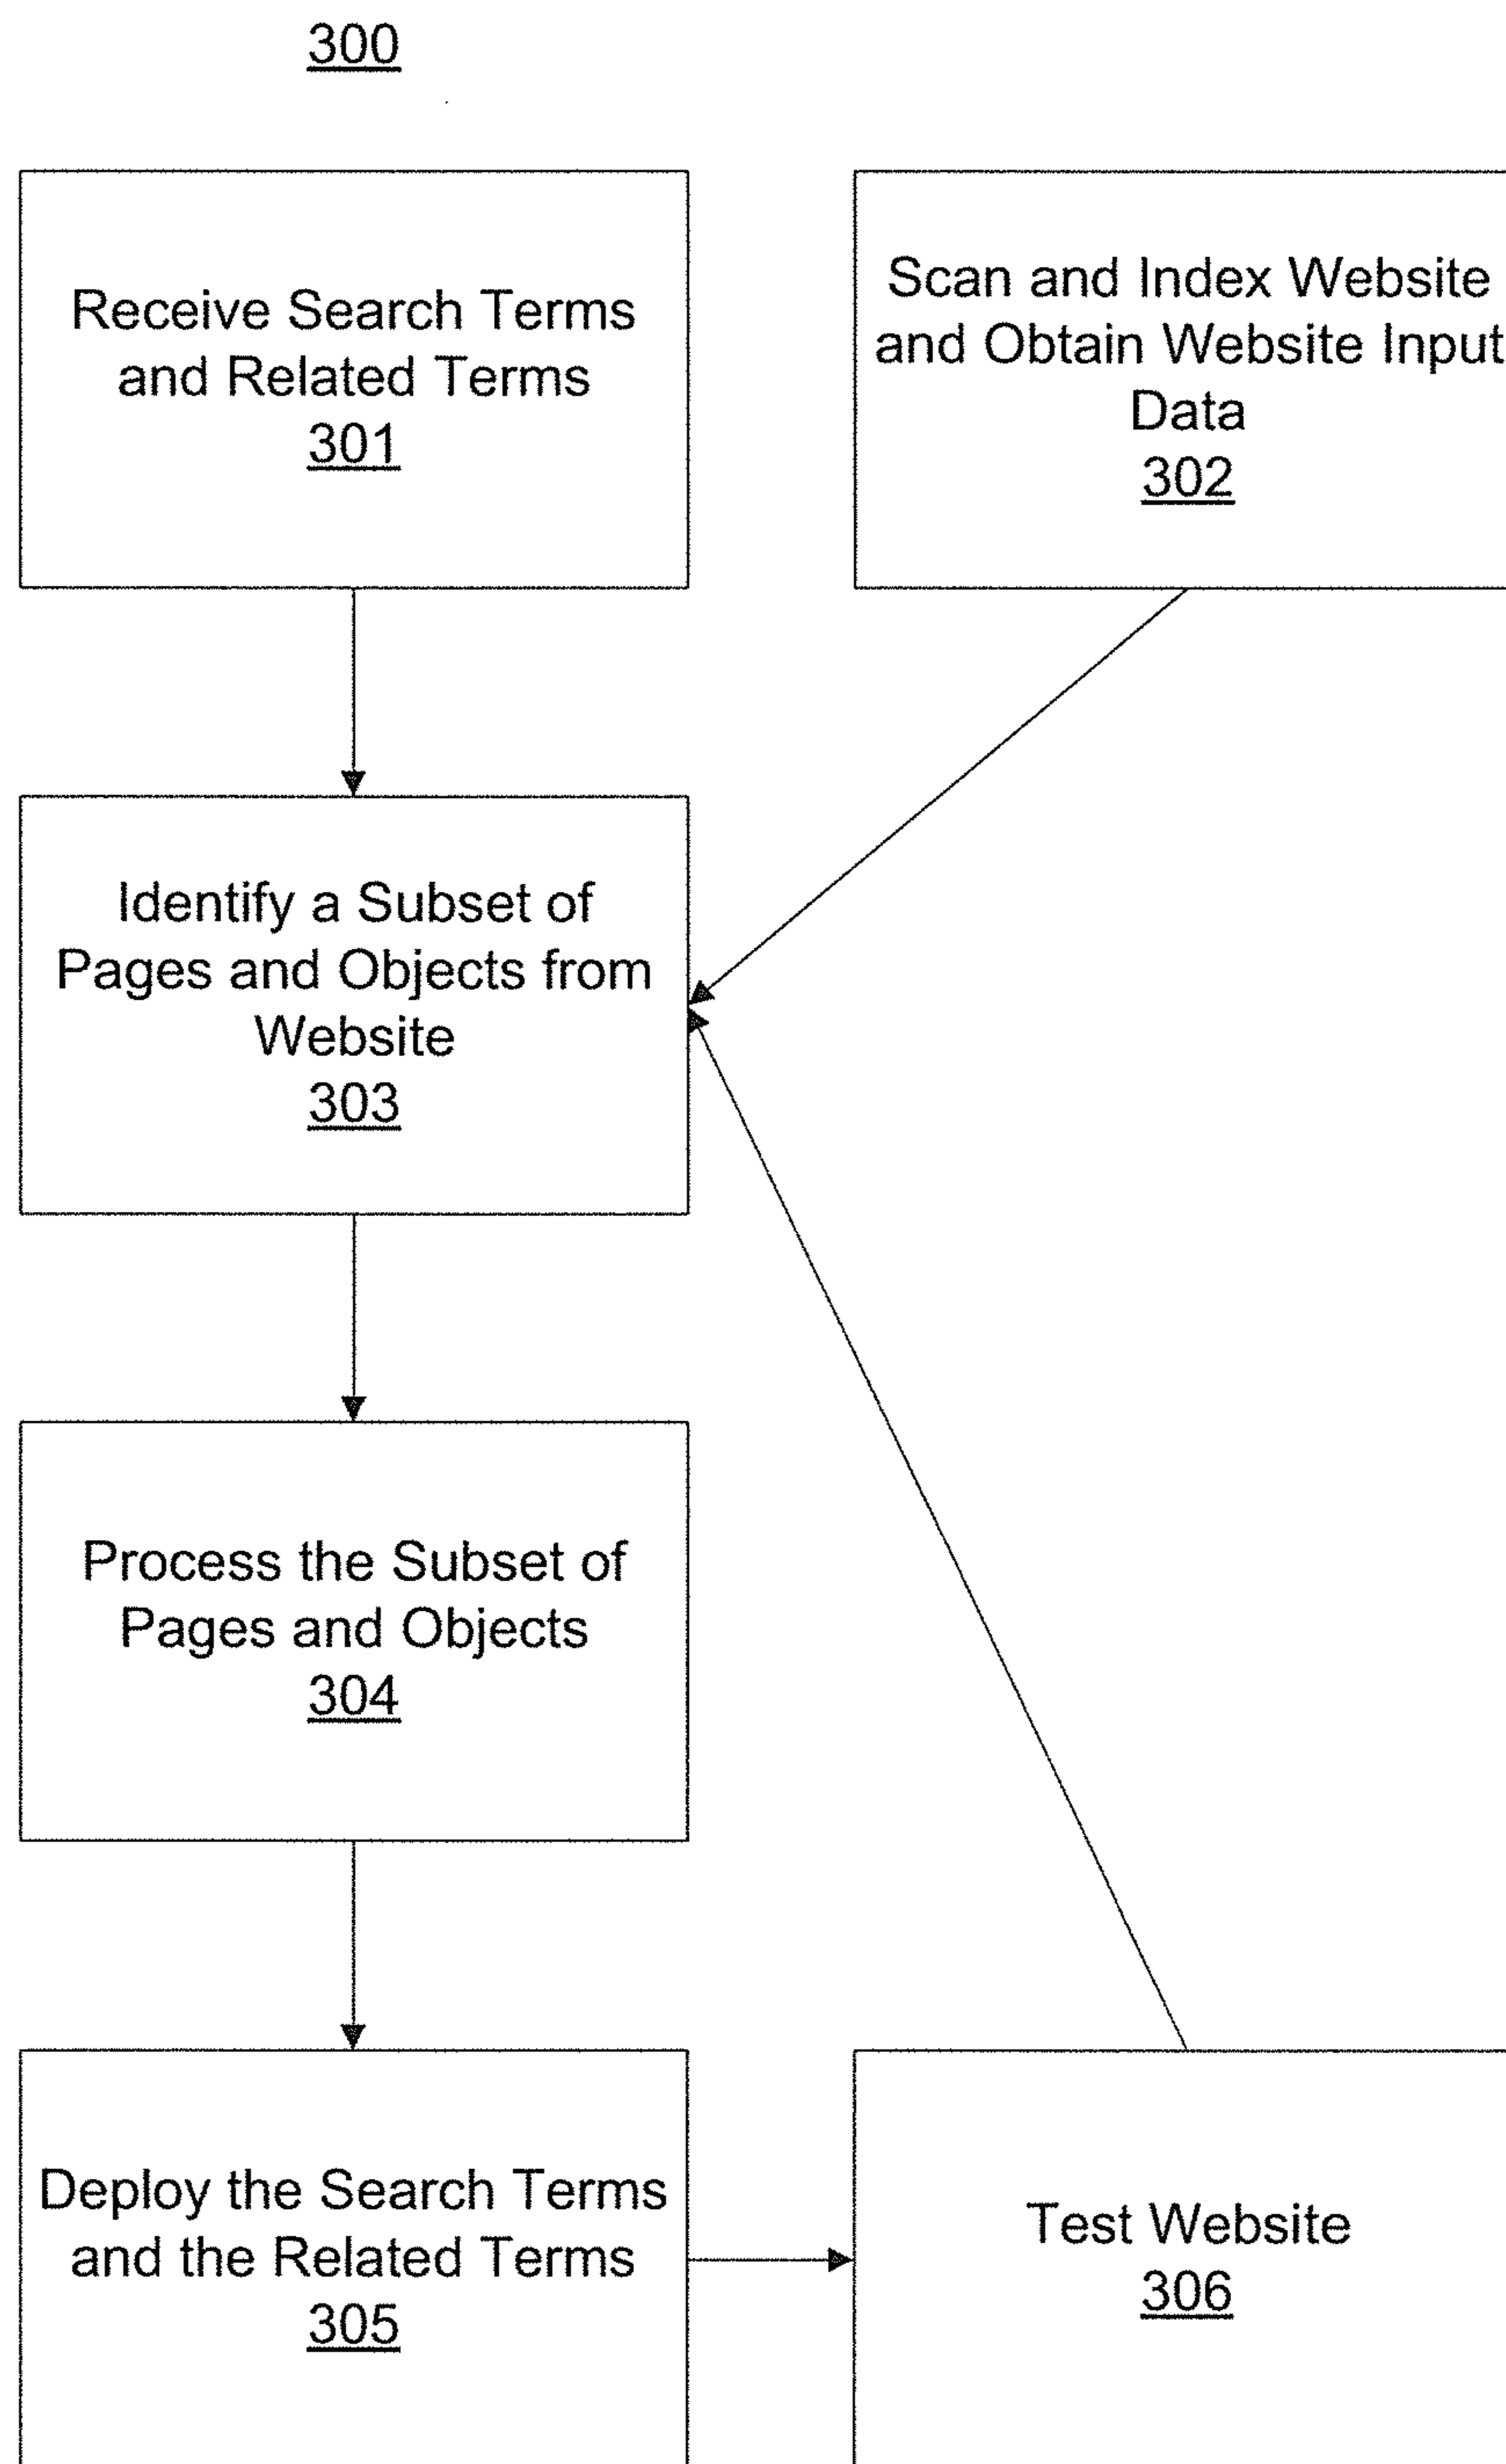 300
Receive Search Terms
and Related Terms
301
Scan and Index Website
and Obtain Website Input
Data
302
Identify a Subset of
Pages and Objects from
Website
303
Process the Subset of
Pages and Objects
304
Deploy the Search Terms
and the Related Terms
305
Test Website
306